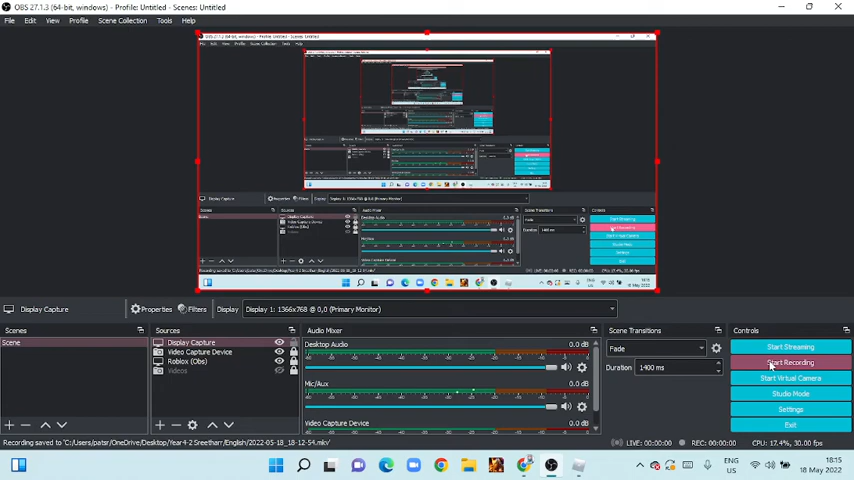 OBS 27.1.3 (64-bit, windows) - Profile: Untitled - Scenes: Untitled
File Edit View Profile Scene Collection Tools Help
Display Capture Properties Filters Display Display 1: 1366x768 @ 0,0 (Primary Monitor)
Scenes Sources Audio Mixer Scene Transitions Controls
Scene
Display Capture
Video Capture Device
Roblox (Obs)
Videos
Desktop Audio 0.0 dB
Mic/Aux 0.0 dB
Video Capture Device 0.0 dB
Fade
Duration 1400 ms
Start Streaming
Start Recording
Start Virtual Camera
Studio Mode
Settings
Exit
Recording saved to 'C:/Users/patsr/OneDrive/Desktop/Year4-2 Sreetharr/English/2022-05-18_18-12-54.mkv'
LIVE: 00:00:00 REC: 00:00:00 CPU: 17.4%, 30.00 fps
ENG 18:15
US 18 May 2022